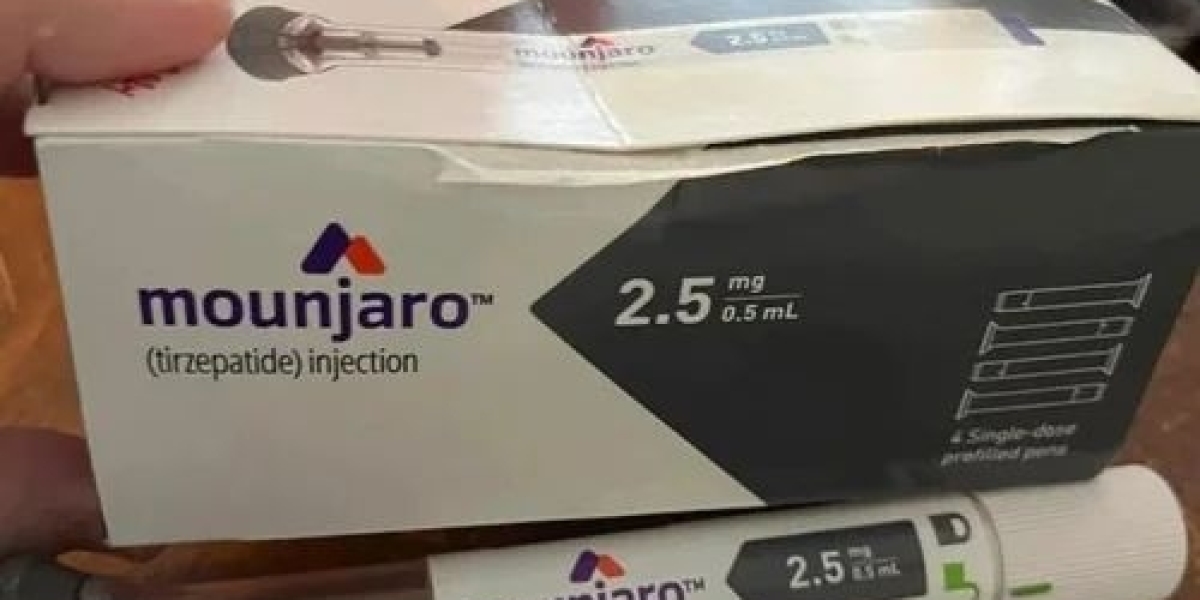 mounjaro 2.5
mounjaro™
(tirzepatide) injection
2.5 mg
0.5 mL
4 Single-dose
prefilled pens
mounjaro™
2.5 mg
0.5 mL